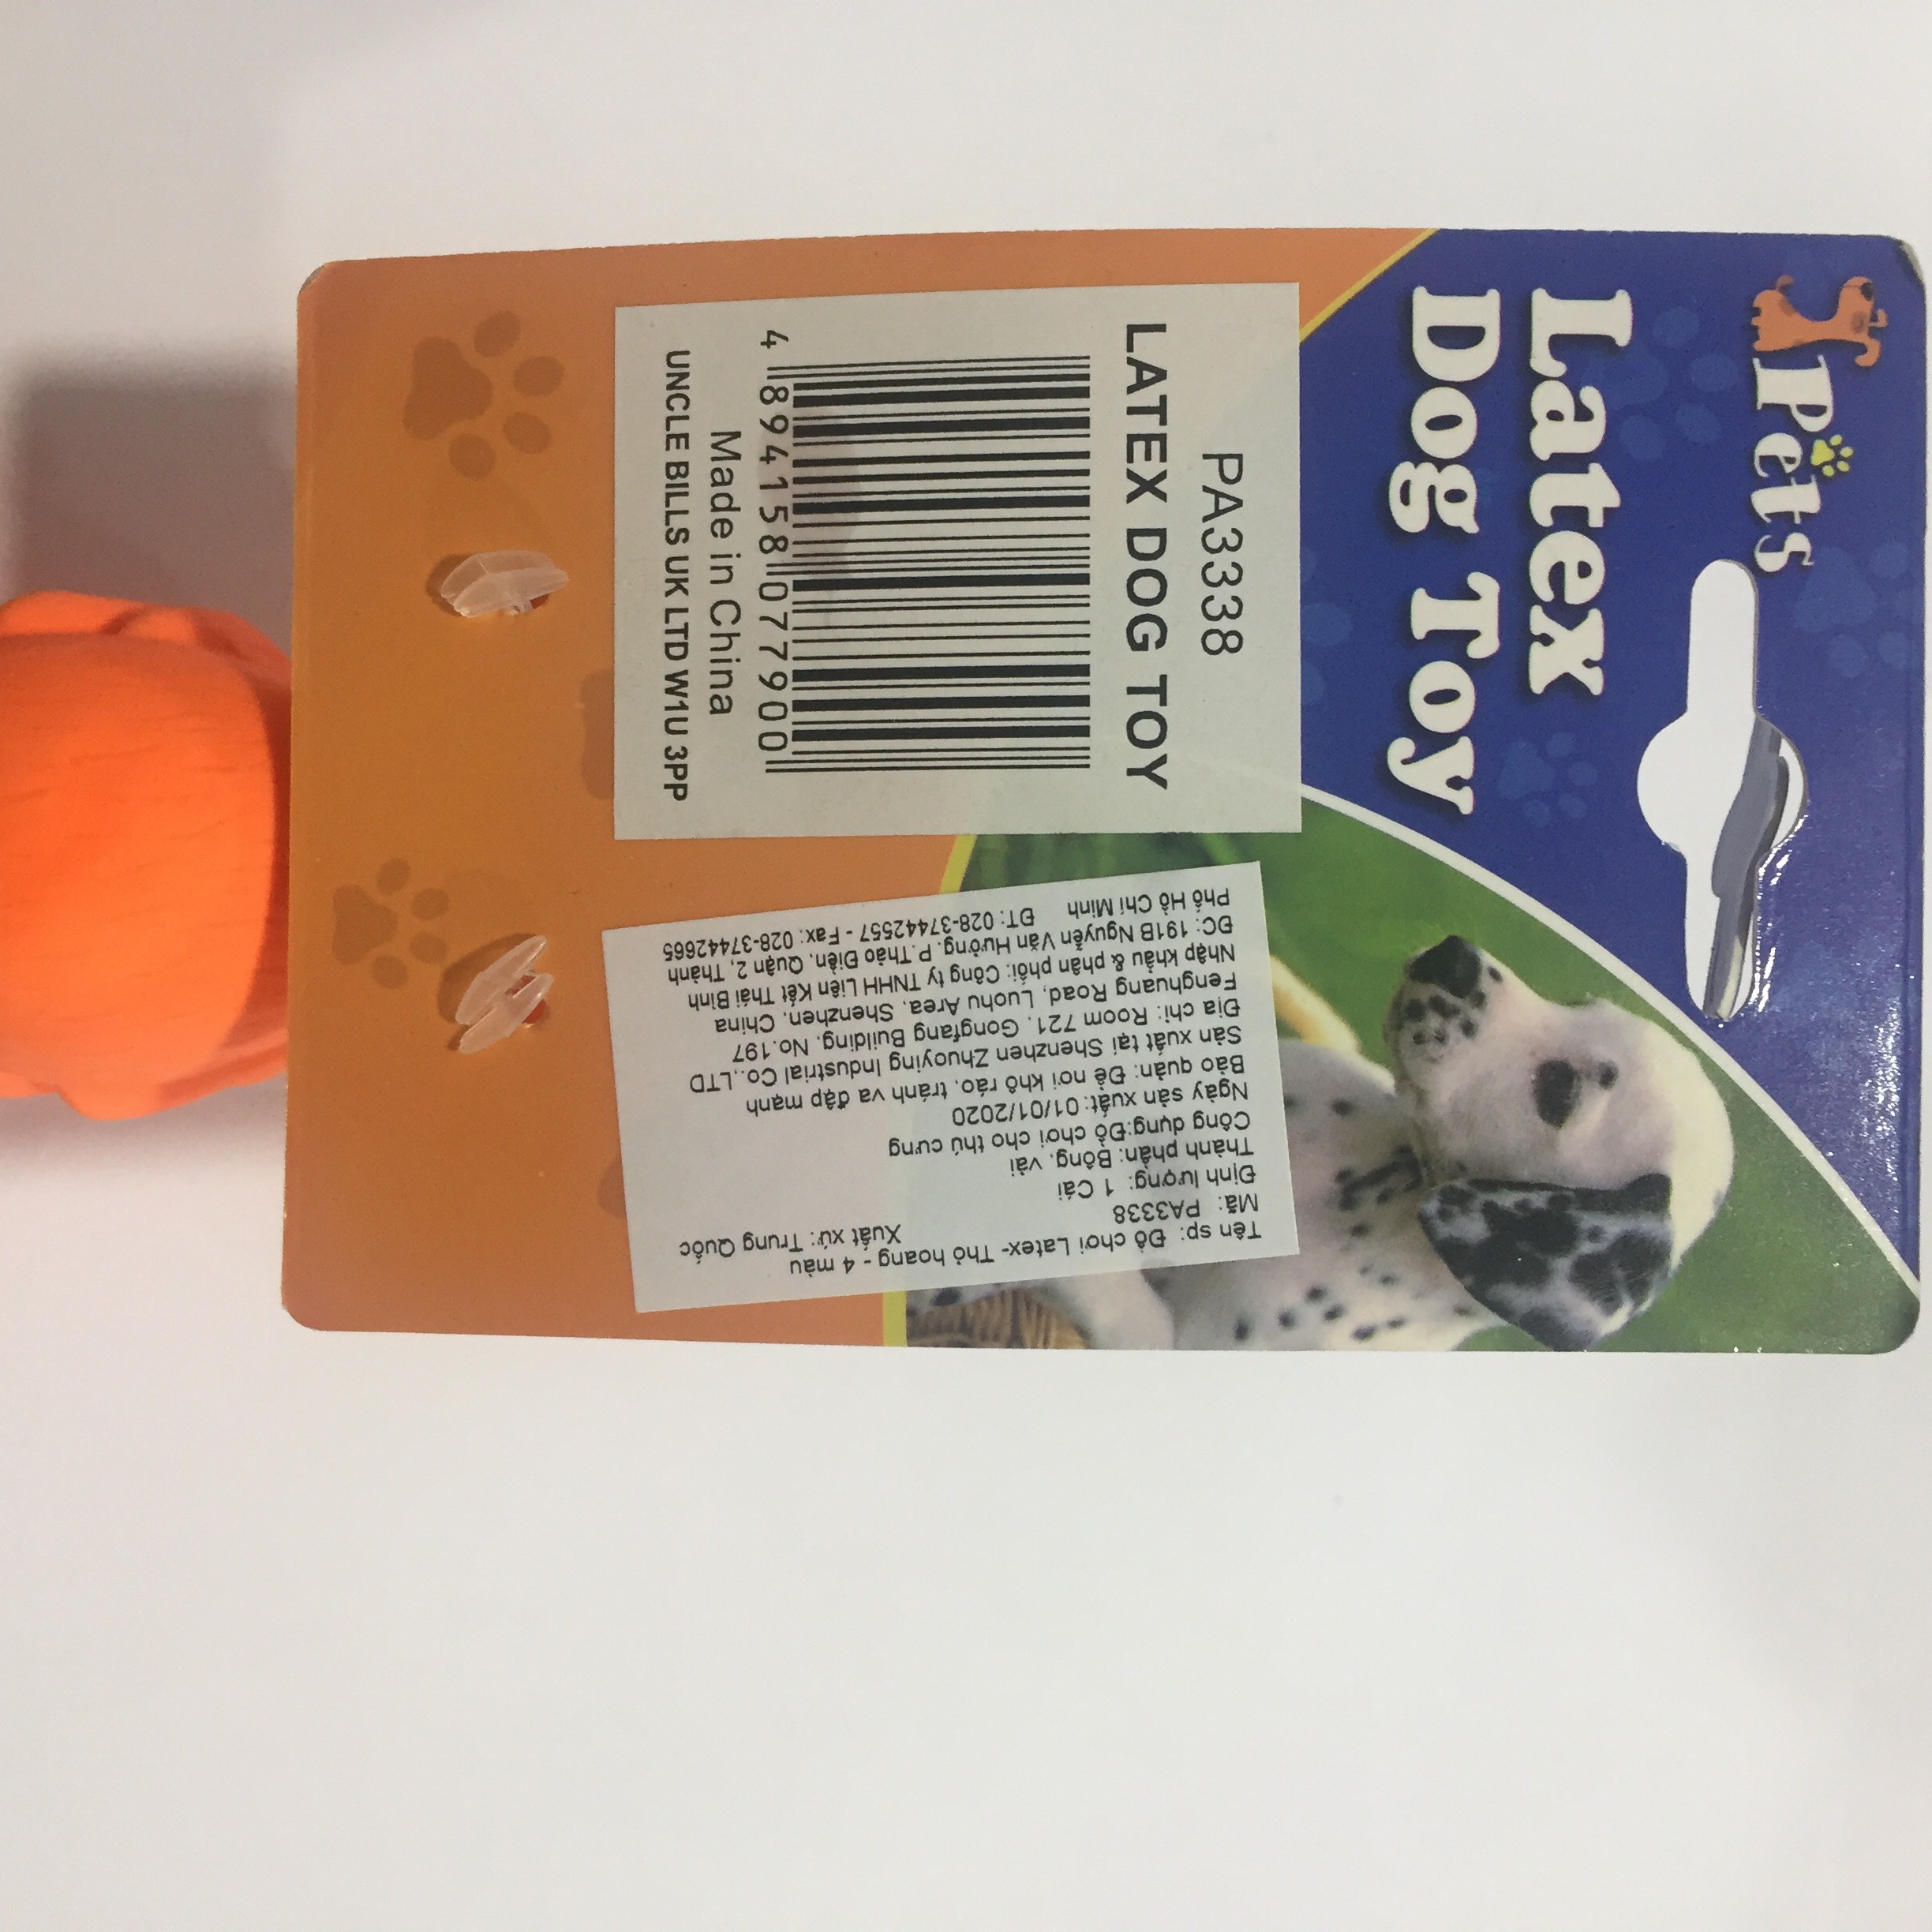 Pets
Latex
Dog Toy
PA3338
LATEX DOG TOY
4 894158 077900
Made in China
UNCLE BILLS UK LTD W1U 3PP
Tên sp: Đồ chơi Latex- Thỏ hoang - 4 màu
Mã: PA3338 Xuất xứ: Trung Quốc
Định lượng: 1 Cái
Thành phần: Bông, vải
Công dụng:Đồ chơi cho thú cưng
Ngày sản xuất:01/01/2020
Bảo quản: Để nơi khô ráo, tránh va đập mạnh
Sản xuất tại Shenzhen Zhuoying Industrial Co.,LTD
Địa chỉ: Room 721. Gongfang Building. No.197
Fenghuang Road, Luohu Area, Shenzhen, China
Nhập khẩu & phân phối: Công ty TNHH Liên Kết Thái Bình
ĐC: 191B Nguyễn Văn Hưởng, P.Thảo Điền, Quận 2, Thành
Phố Hồ Chí Minh ĐT: 028-37442557 - Fax: 028-37442665